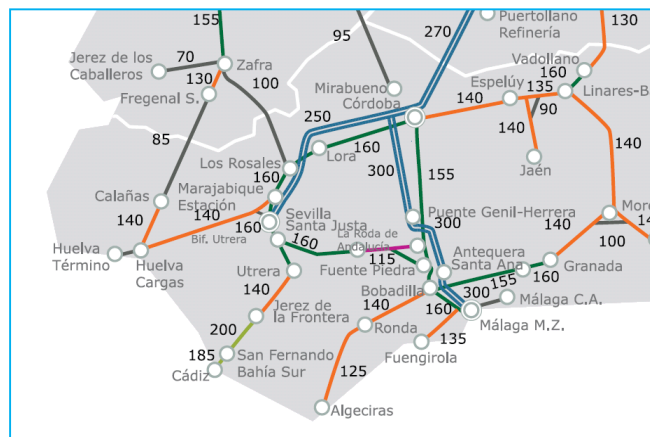 155
95
270
Puertollano
Refinería
130
Jerez de los
Caballeros
70
Zafra
130
Fregenal S.
100
Mirabueno
Córdoba
Vadollano
160
Espelúy
135
Linares-B
90
140
140
Jaén
140
250
85
Los Rosales
Lora
160
300
155
160
Marajabique
Estación
Calañas
140
140
160
Sevilla
Santa Justa
Bif. Utrera
160
La Roda de
Andalucía
115
Fuente Piedra
Puente Genil-Herrera
300
More
14
100
Huelva
Término
Huelva
Cargas
Utrera
140
Antequera
Santa Ana
155
160
140
Granada
Bobadilla
300
Málaga C.A.
160
Málaga M.Z.
Jerez de
la Frontera
140
Ronda
135
Fuengirola
200
185
San Fernando
Bahía Sur
Cádiz
125
Algeciras